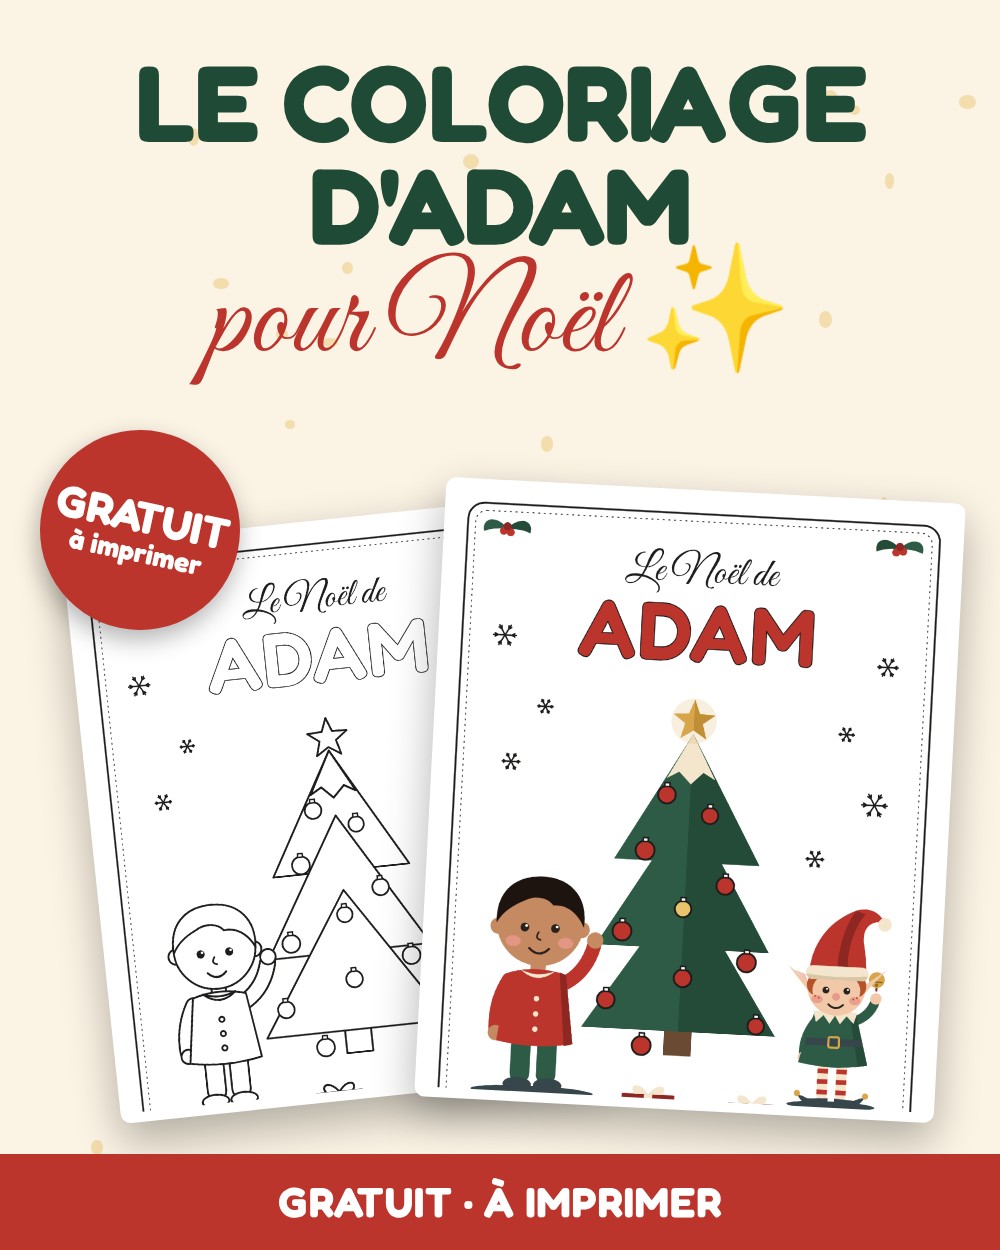 LE COLORIAGE
D'ADAM
pour Noël
GRATUIT
à imprimer
Le Noël de
ADAM
Le Noël de
ADAM
GRATUIT · À IMPRIMER